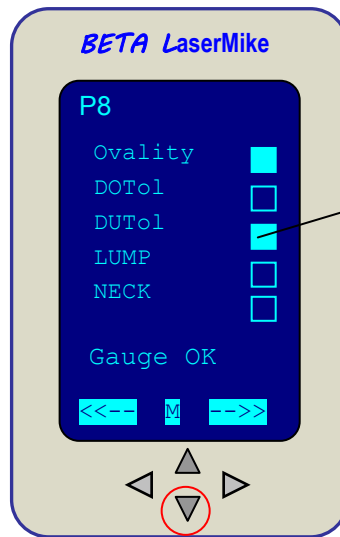 BETA LaserMike
P8
Ovality
DOTol
DUTol
LUMP
NECK
Gauge OK
<<-- M -->>